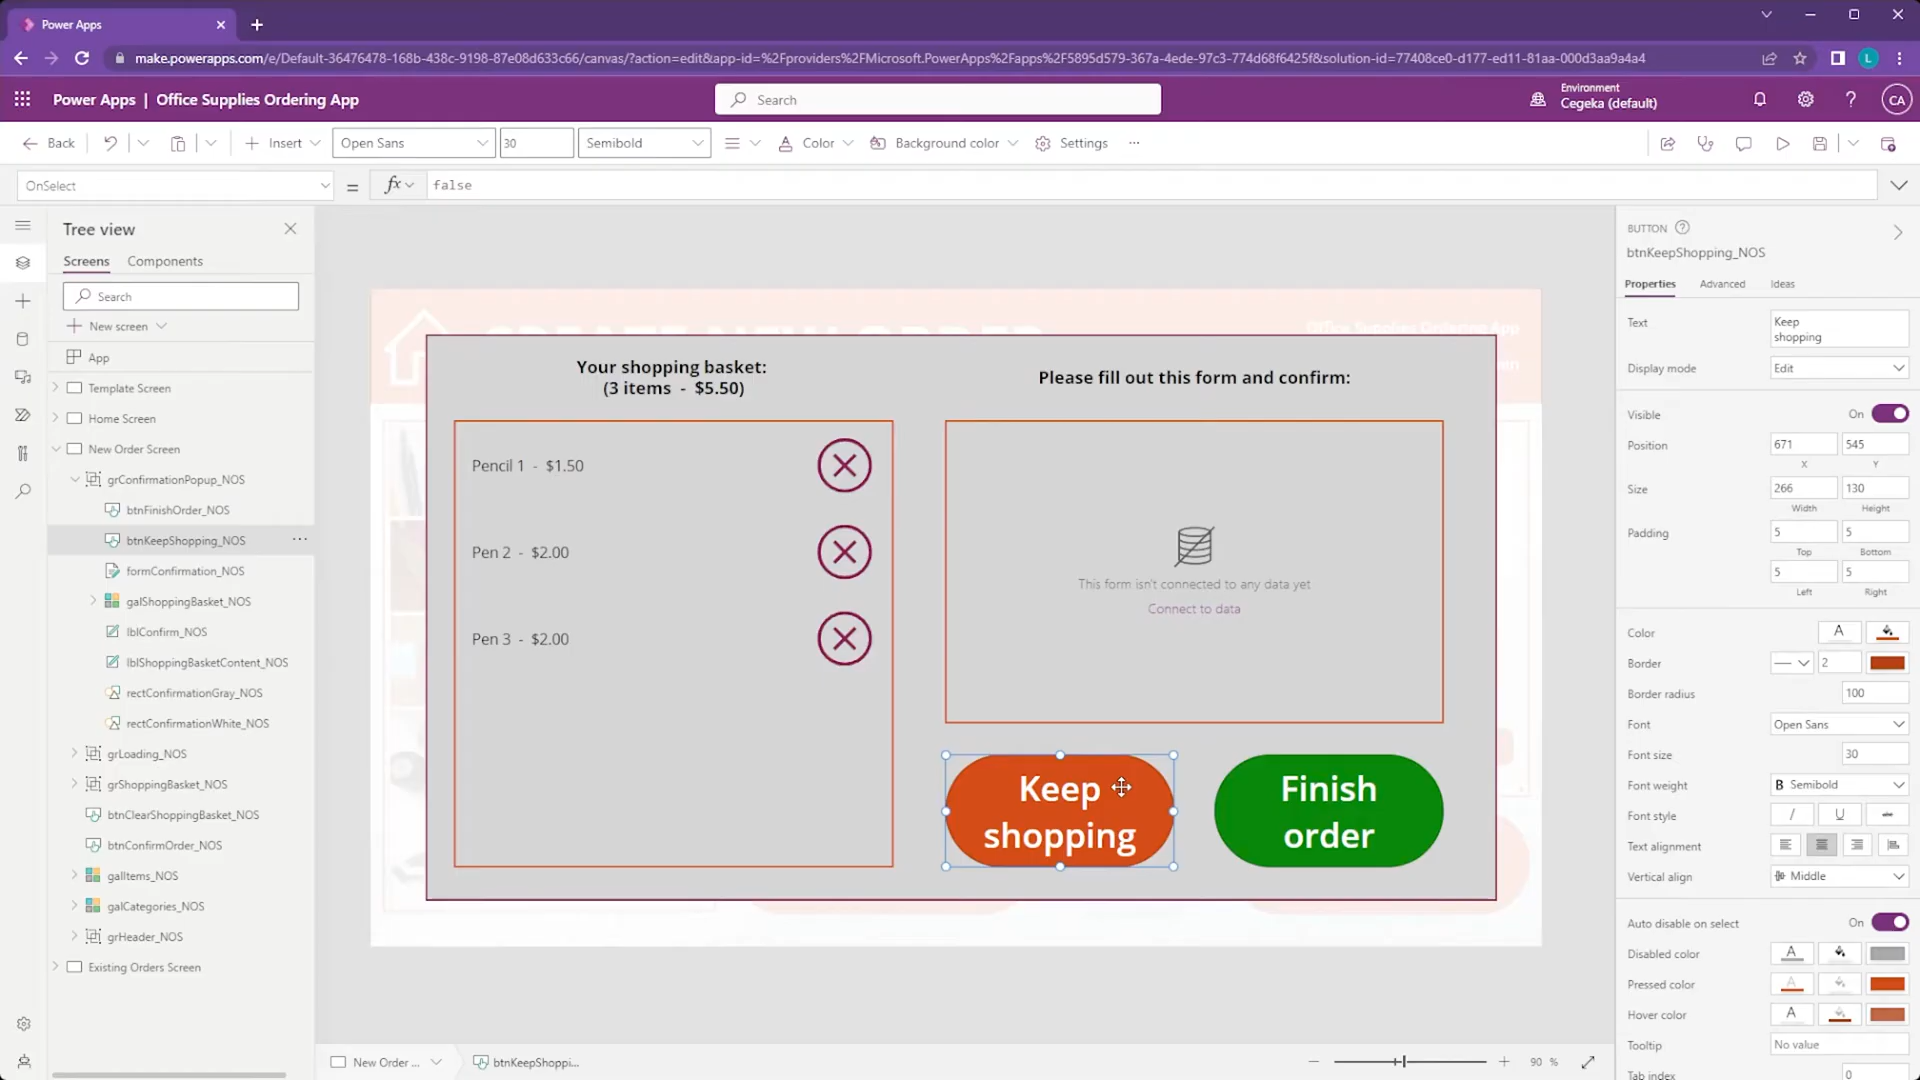 Power Apps
make.powerapps.com/e/Default-36476478-168b-438c-9198-87e08d633c66/canvas/?action=edit&app-id=%2Fproviders%2FMicrosoft.PowerApps%2Fapps%2F5895d579-367a-4ede-97c3-774d68f6425f&solution-id=77408ce0-d177-ed11-81aa-000d3aa9a4a4
L
Power Apps | Office Supplies Ordering App
Search
Environment
Cegeka (default)
CA
Back
Insert
Open Sans
30
Semibold
Color
Background color
Settings
OnSelect
=
fx
false
Tree view
Screens
Components
Search
New screen
App
Template Screen
Home Screen
New Order Screen
grConfirmationPopup_NOS
btnFinishOrder_NOS
btnKeepShopping_NOS
formConfirmation_NOS
galShoppingBasket_NOS
lblConfirm_NOS
lblShoppingBasketContent_NOS
rectConfirmationGray_NOS
rectConfirmationWhite_NOS
grLoading_NOS
grShoppingBasket_NOS
btnClearShoppingBasket_NOS
btnConfirmOrder_NOS
galItems_NOS
galCategories_NOS
grHeader_NOS
Existing Orders Screen
Office Supplies Ordering App
Your shopping basket:
(3 items - $5.50)
Pencil 1 - $1.50
Pen 2 - $2.00
Pen 3 - $2.00
Please fill out this form and confirm:
This form isn't connected to any data yet
Connect to data
Keep
shopping
Finish
order
New Order ...
btnKeepShoppi...
90 %
BUTTON
btnKeepShopping_NOS
Properties
Advanced
Ideas
Text
Keep
shopping
Display mode
Edit
Visible
On
Position
671
545
X
Y
Size
266
130
Width
Height
Padding
5
5
Top
Bottom
5
5
Left
Right
Color
A
Border
2
Border radius
100
Font
Open Sans
Font size
30
Font weight
B Semibold
Font style
/
U
Text alignment
Vertical align
Middle
Auto disable on select
On
Disabled color
A
Pressed color
A
Hover color
A
Tooltip
No value
Tab index
0